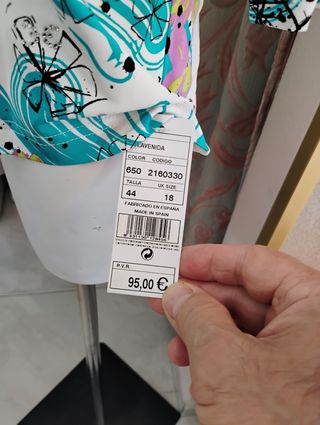 AVENIDA
COLOR CODIGO
650 2160330
TALLA UK SIZE
44 18
FABRICADO EN ESPAÑA
MADE IN SPAIN
P.V.R.
95,00 €